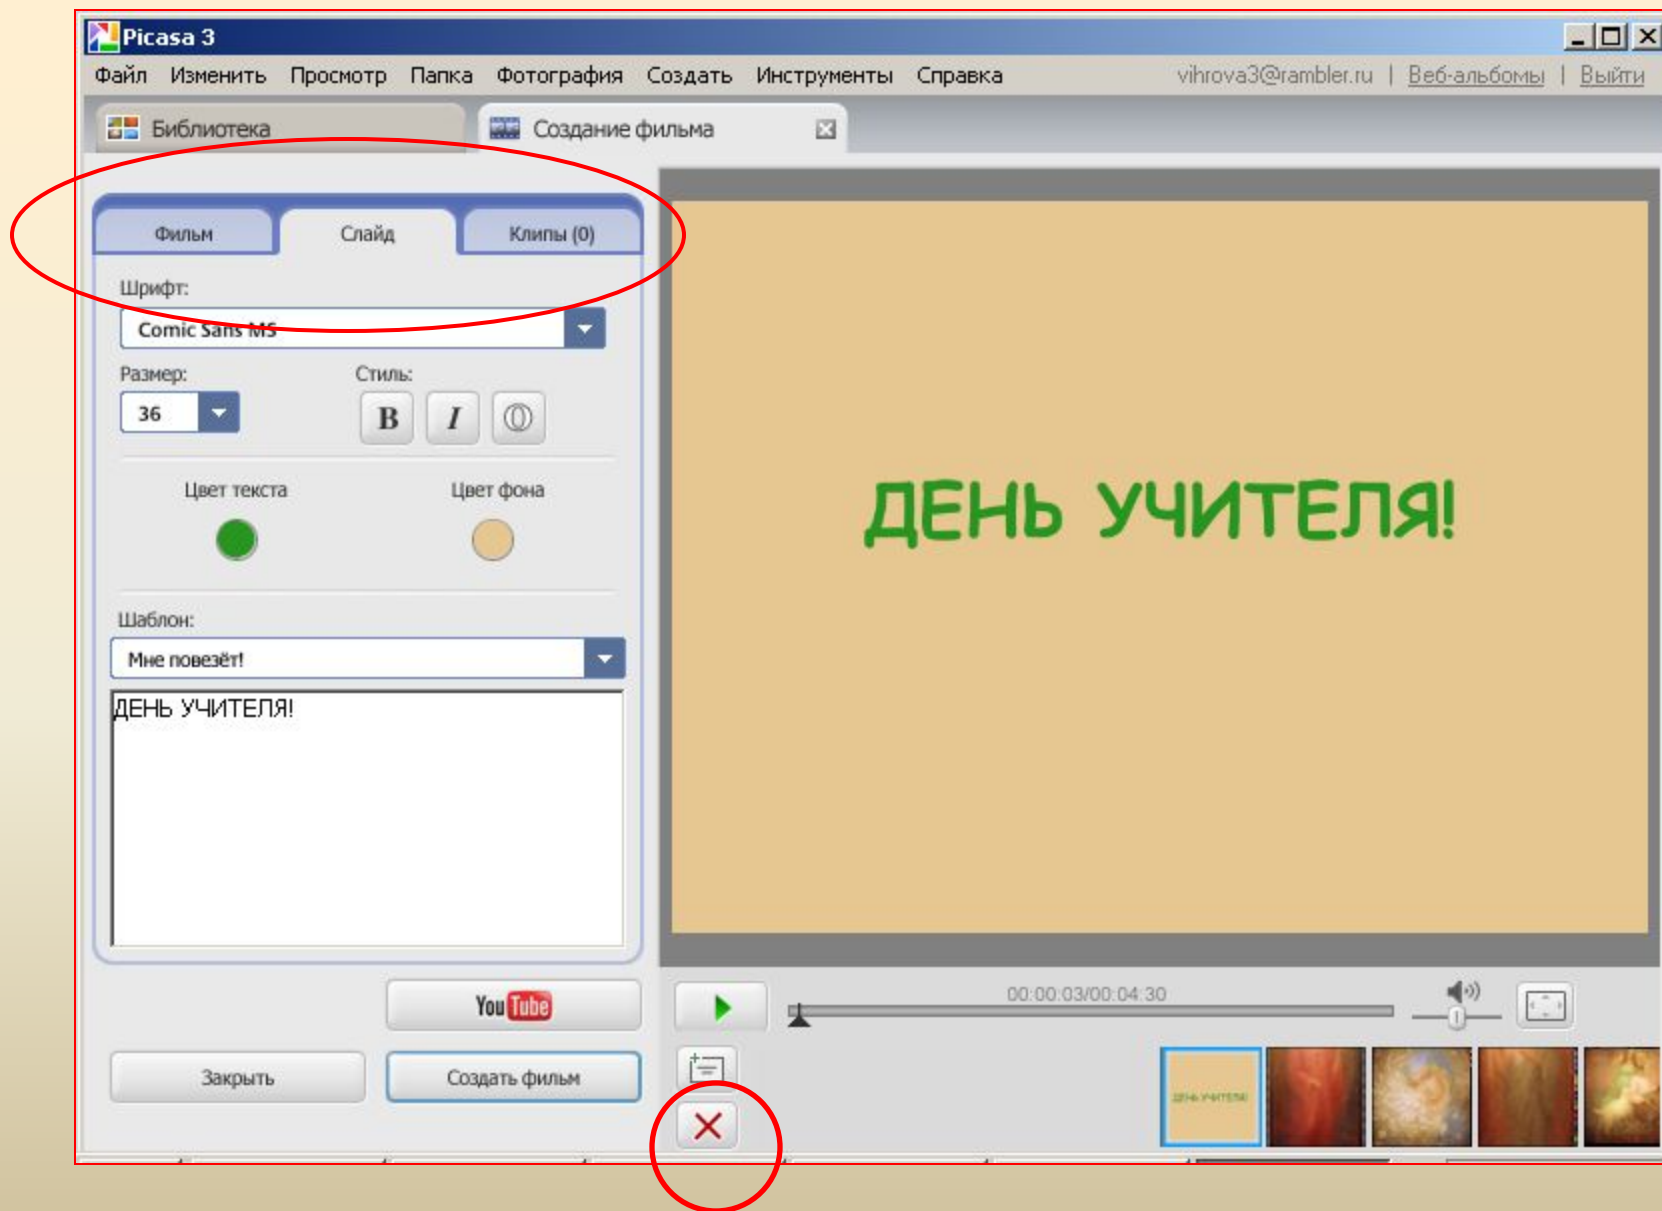 Picasa 3
Файл Изменить Просмотр Папка Фотография Создать Инструменты Справка vihrova3@rambler.ru | Веб-альбомы | Выйти
Библиотека Создание фильма
Фильм Слайд Клипы (0)
Шрифт:
Comic Sans MS
Размер: Стиль:
36 B I O
Цвет текста Цвет фона
ДЕНЬ УЧИТЕЛЯ!
Шаблон:
Мне повезёт!
ДЕНЬ УЧИТЕЛЯ!
YouTube
00:00:03/00:04:30
Закрыть Создать фильм
ДЕНЬ УЧИТЕЛЯ!